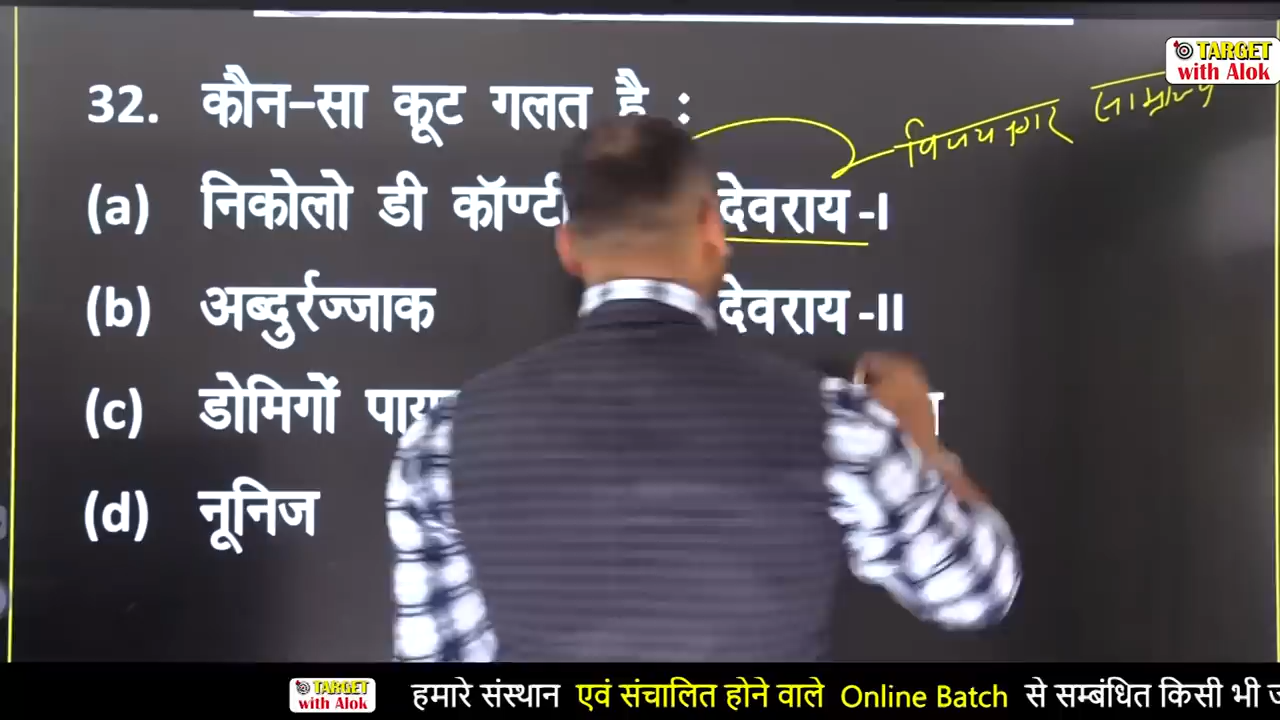 TARGET
with Alok
32. कौन-सा कूट गलत है :
विजयनगर साम्राज्य
(a) निकोलो डी कॉण्टी देवराय -I
(b) अब्दुर्रज्जाक देवराय -II
(c) डोमिगों
(d) नूनिज
TARGET
with Alok
हमारे संस्थान एवं संचालित होने वाले Online Batch से सम्बंधित किसी भी